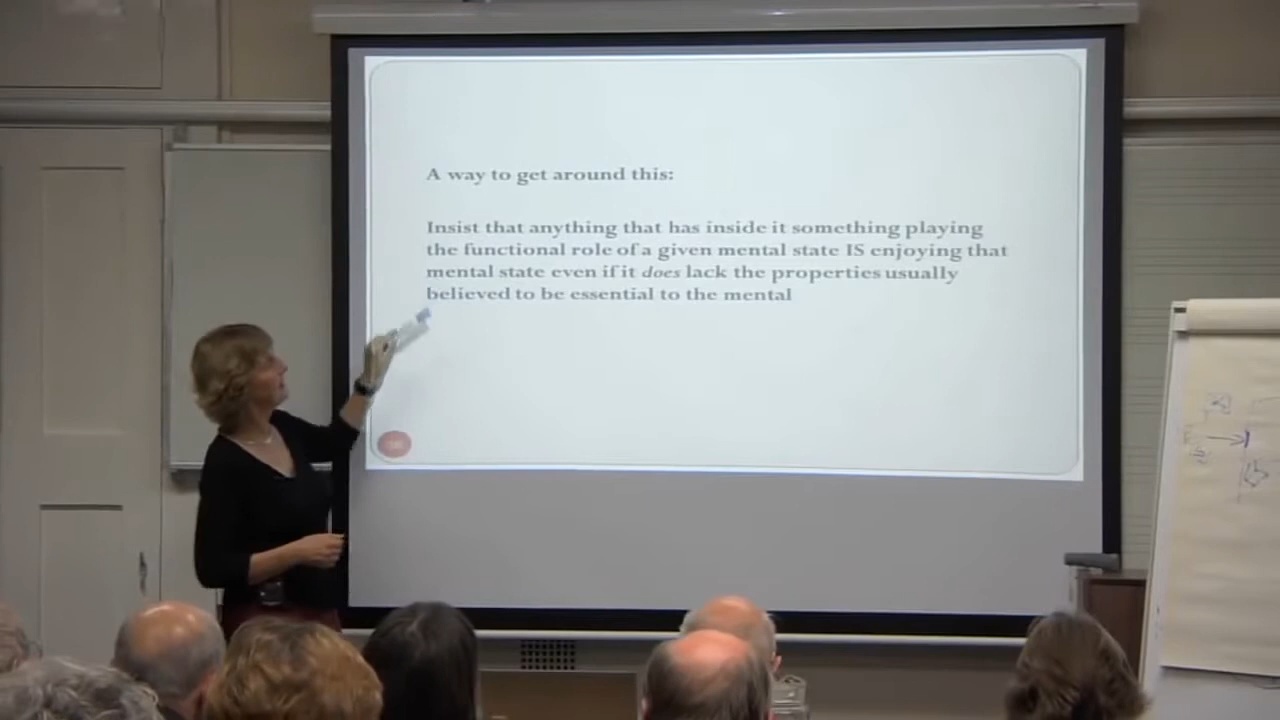 A way to get around this:
Insist that anything that has inside it something playing
the functional role of a given mental state IS enjoying that
mental state even if it does lack the properties usually
believed to be essential to the mental